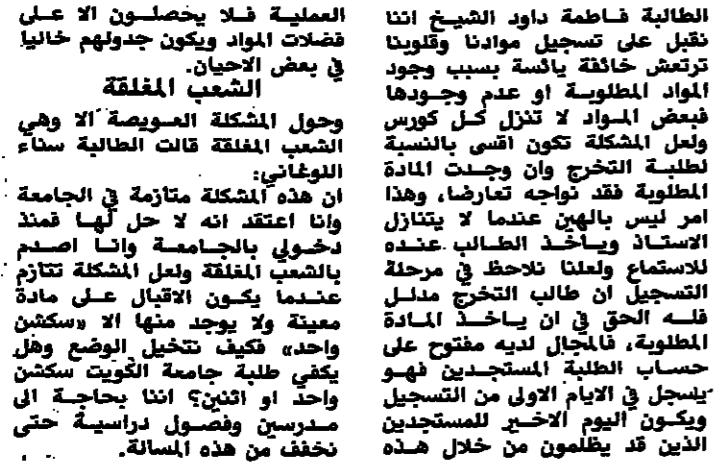 الطالبة فاطمة داود الشيخ اننا
نقبل على تسجيل موادنا وقلوبنا
ترتعش خائفة يائسة بسبب وجود
المواد المطلوبة او عدم وجودها
فبعض المواد لا تنزل كل كورس
ولعل المشكلة تكون اقسى بالنسبة
لطلبة التخرج وان وجدت المادة
المطلوبة فقد نواجه تعارضا، وهذا
امر ليس بالهين عندما لا يتنازل
الاستاذ وياخذ الطالب عنده
للاستماع ولعلنا نلاحظ في مرحلة
التسجيل ان طالب التخرج مدلل
فله الحق في ان ياخذ المادة
المطلوبة، فالمجال لديه مفتوح على
حساب الطلبة المستجدين فهو
يسجل في الايام الاولى من التسجيل
ويكون اليوم الاخير للمستجدين
الذين قد يظلمون من خلال هذه
العملية فلا يحصلون الا على
فضلات المواد ويكون جدولهم خاليا
في بعض الاحيان.
الشعب المغلقة
وحول المشكلة العويصة الا وهي
الشعب المغلقة قالت الطالبة سناء
اللوغاني:
ان هذه المشكلة متازمة في الجامعة
وانا اعتقد انه لا حل لها فمنذ
دخولي بالجامعة وانا اصدم
بالشعب المغلقة ولعل المشكلة تتازم
عندما يكون الاقبال على مادة
معينة ولا يوجد منها الا «سكشن
واحد» فكيف نتخيل الوضع وهل
يكفي طلبة جامعة الكويت سكشن
واحد او اثنين؟ اننا بحاجة الى
مدرسين وفصول دراسية حتى
نخفف من هذه المسالة.